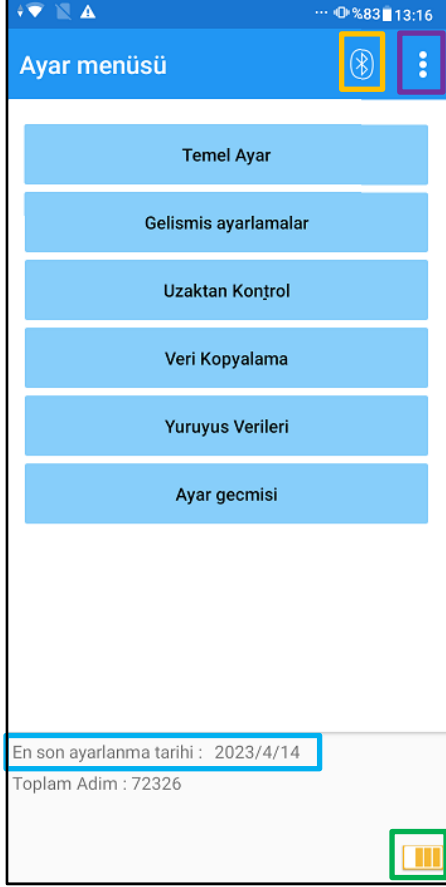 %83 13:16
Ayar menüsü
Temel Ayar
Gelismis ayarlamalar
Uzaktan Kontrol
Veri Kopyalama
Yuruyus Verileri
Ayar gecmisi
En son ayarlanma tarihi : 2023/4/14
Toplam Adim : 72326